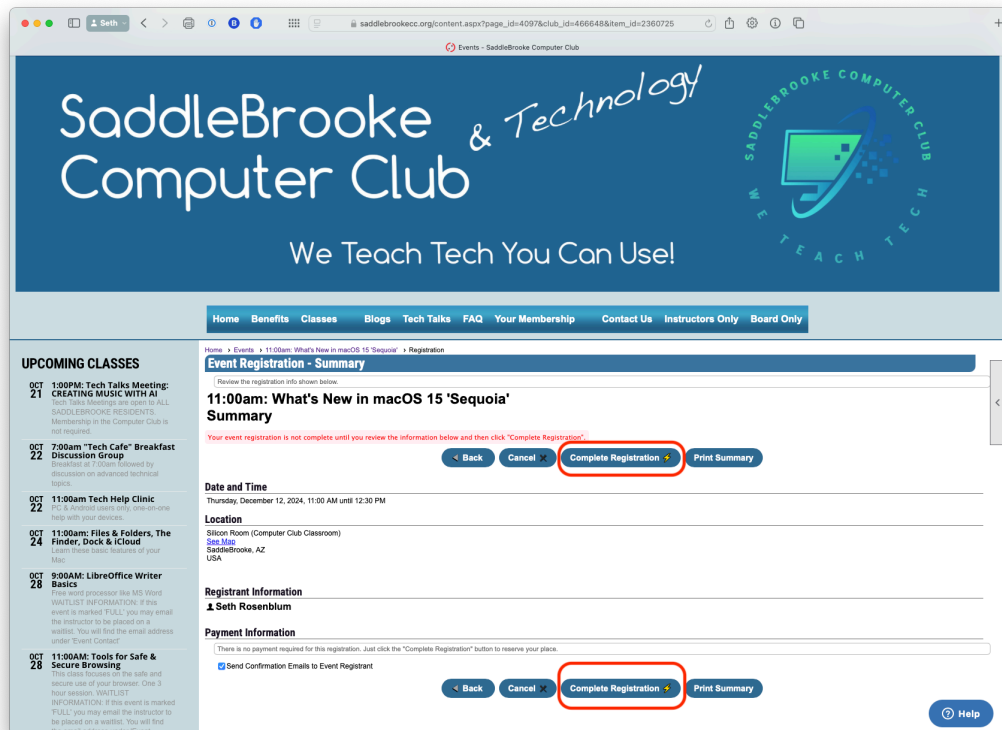 Seth
saddlebrookecc.org/content.aspx?page_id=4097&club_id=466648&item_id=2360725
Events - SaddleBrooke Computer Club
SaddleBrooke
& Technology
Computer Club
We Teach Tech You Can Use!
SADDLEBROOKE COMPUTER CLUB
WE TEACH TECH
Home Benefits Classes Blogs Tech Talks FAQ Your Membership Contact Us Instructors Only Board Only
UPCOMING CLASSES
OCT 21
1:00PM: Tech Talks Meeting:
CREATING MUSIC WITH AI
Tech Talks Meetings are open to ALL
SADDLEBROOKE RESIDENTS.
Membership in the Computer Club is
not required.
OCT 22
7:00am "Tech Cafe" Breakfast
Discussion Group
Breakfast at 7:00am followed by
discussion on advanced technical
topics.
OCT 22
11:00am Tech Help Clinic
PC & Android users only, one-on-one
help with your devices.
OCT 24
11:00am: Files & Folders, The
Finder, Dock & iCloud
Learn these basic features of your
Mac.
OCT 28
9:00AM: LibreOffice Writer
Basics
Free word processor like MS Word
WAITLIST INFORMATION: If this
event is marked 'FULL' you may email
the instructor to be placed on a
waitlist. You will find the email address
under 'Event Contact'
OCT 28
11:00AM: Tools for Safe &
Secure Browsing
This class focuses on the safe and
secure use of your browser. One 3
hour session. WAITLIST
INFORMATION: If this event is marked
'FULL' you may email the instructor to
be placed on a waitlist. You will find
Home › Events › 11:00am: What's New in macOS 15 'Sequoia' › Registration
Event Registration - Summary
Review the registration info shown below.
11:00am: What's New in macOS 15 'Sequoia'
Summary
Your event registration is not complete until you review the information below and then click "Complete Registration".
Back Cancel Complete Registration Print Summary
Date and Time
Thursday, December 12, 2024, 11:00 AM until 12:30 PM
Location
Silicon Room (Computer Club Classroom)
See Map
SaddleBrooke, AZ
USA
Registrant Information
Seth Rosenblum
Payment Information
There is no payment required for this registration. Just click the "Complete Registration" button to reserve your place.
Send Confirmation Emails to Event Registrant
Back Cancel Complete Registration Print Summary
Help